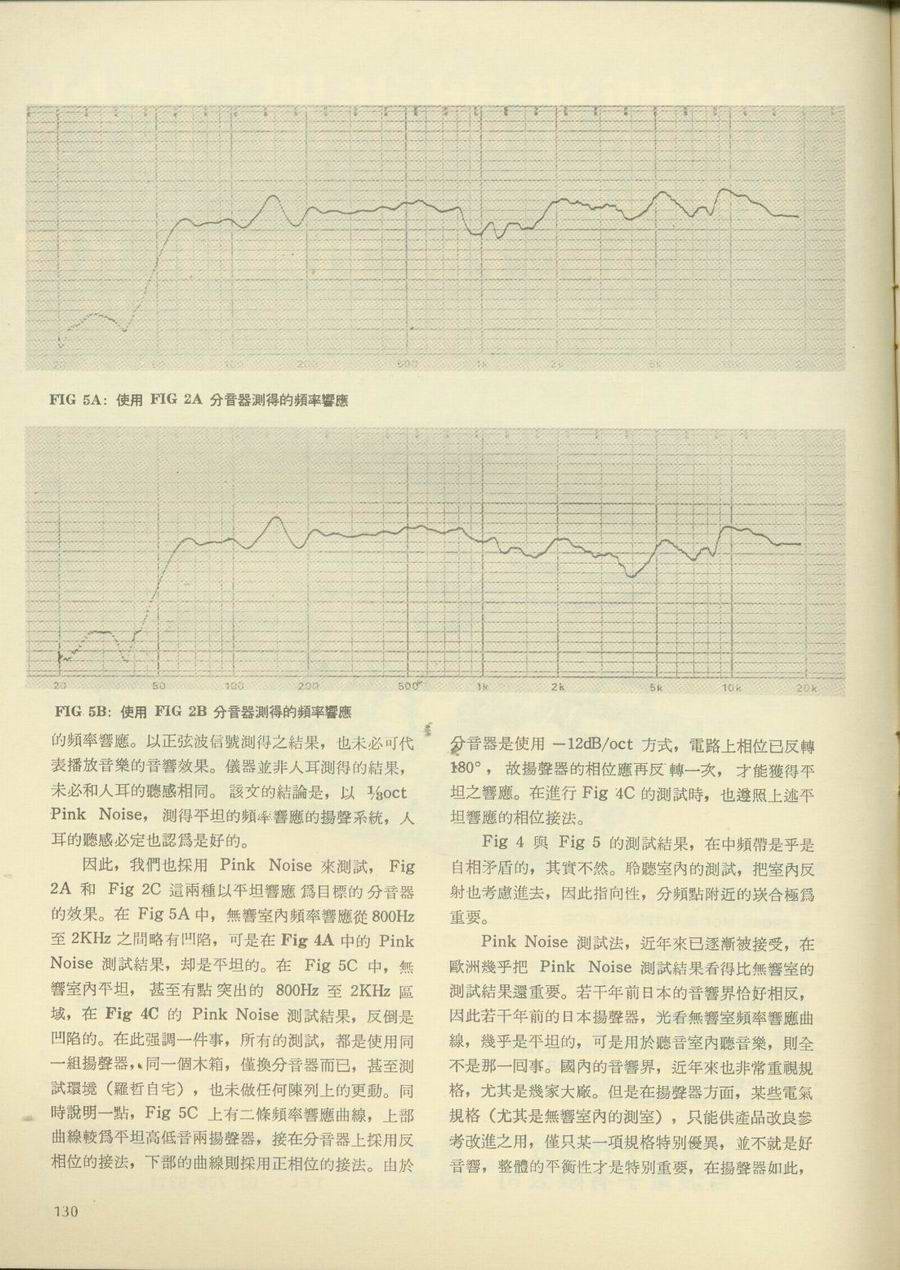 20 50 100 200 500 1k 2k 5k 10k 20
FIG 5A: 使用 FIG 2A 分音器測得的頻率響應
20 50 100 200 500 1k 2k 5k 10k 20k
FIG 5B: 使用 FIG 2B 分音器測得的頻率響應
的頻率響應。以正弦波信號測得之結果，也未必可代
表播放音樂的音響效果。儀器並非人耳測得的結果，
未必和人耳的聽感相同。 該文的結論是，以 ⅓oct
Pink Noise， 測得平坦的頻率響應的揚聲系統，人
耳的聽感必定也認爲是好的。
因此，我們也採用 Pink Noise 來測試， Fig
2A 和 Fig 2C 這兩種以平坦響應爲目標的分音器
的效果。在 Fig 5A 中，無響室內頻率響應從 800Hz
至 2KHz 之間略有凹陷，可是在 Fig 4A 中的 Pink
Noise 測試結果，却是平坦的。在 Fig 5C 中，無
響室內平坦， 甚至有點突出的 800Hz 至 2KHz 區
域，在 Fig 4C 的 Pink Noise 測試結果，反倒是
凹陷的。在此强調一件事，所有的測試，都是使用同
一組揚聲器，同一個木箱，僅換分音器而已，甚至測
試環境（羅哲自宅），也未做任何陳列上的更動。同
時說明一點，Fig 5C 上有二條頻率響應曲線，上部
曲線較爲平坦高低音兩揚聲器，接在分音器上採用反
相位的接法，下部的曲線則採用正相位的接法。由於
分音器是使用 －12dB/oct 方式，電路上相位已反轉
180°， 故揚聲器的相位應再反轉一次， 才能獲得平
坦之響應。在進行 Fig 4C 的測試時，也遵照上述平
坦響應的相位接法。
Fig 4 與 Fig 5 的測試結果，在中頻帶是乎是
自相矛盾的，其實不然。聆聽室內的測試，把室內反
射也考慮進去，因此指向性，分頻點附近的崁合極爲
重要。
Pink Noise 測試法，近年來已逐漸被接受，在
歐洲幾乎把 Pink Noise 測試結果看得比無響室的
測試結果還重要。若干年前日本的音響界恰好相反，
因此若干年前的日本揚聲器，光看無響室頻率響應曲
線，幾乎是平坦的，可是用於聽音室內聽音樂，則全
不是那一囘事。國內的音響界，近年來也非常重視規
格，尤其是幾家大廠。但是在揚聲器方面，某些電氣
規格（尤其是無響室內的測室），只能供產品改良參
考改進之用，僅只某一項規格特別優異，並不就是好
音響，整體的平衡性才是特別重要，在揚聲器如此，
130